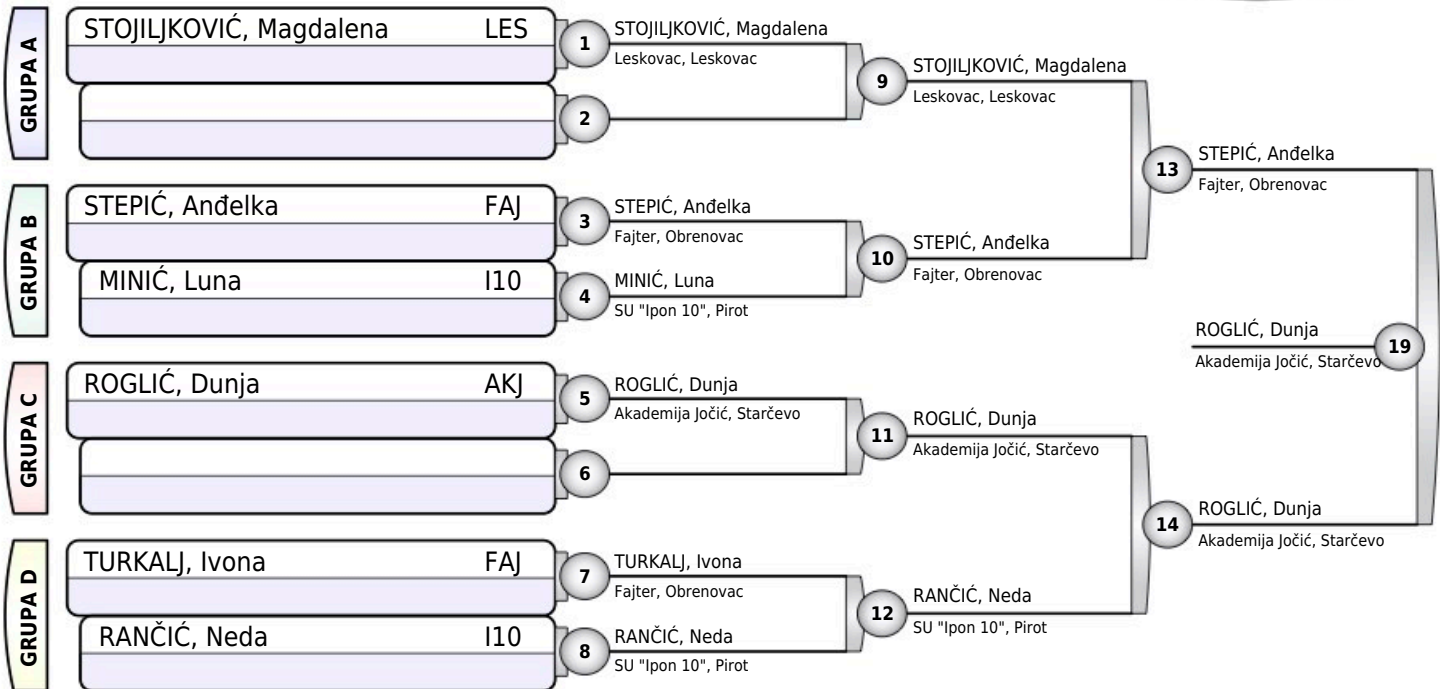 GRUPA A
STOJILJKOVIĆ, Magdalena LES
1
STOJILJKOVIĆ, Magdalena
Leskovac, Leskovac
2
9
STOJILJKOVIĆ, Magdalena
Leskovac, Leskovac
GRUPA B
STEPIĆ, Anđelka FAJ
3
STEPIĆ, Anđelka
Fajter, Obrenovac
MINIĆ, Luna I10
4
MINIĆ, Luna
SU "Ipon 10", Pirot
10
STEPIĆ, Anđelka
Fajter, Obrenovac
13
STEPIĆ, Anđelka
Fajter, Obrenovac
GRUPA C
ROGLIĆ, Dunja AKJ
5
ROGLIĆ, Dunja
Akademija Jočić, Starčevo
6
11
ROGLIĆ, Dunja
Akademija Jočić, Starčevo
GRUPA D
TURKALJ, Ivona FAJ
7
TURKALJ, Ivona
Fajter, Obrenovac
RANČIĆ, Neda I10
8
RANČIĆ, Neda
SU "Ipon 10", Pirot
12
RANČIĆ, Neda
SU "Ipon 10", Pirot
14
ROGLIĆ, Dunja
Akademija Jočić, Starčevo
ROGLIĆ, Dunja
Akademija Jočić, Starčevo
19